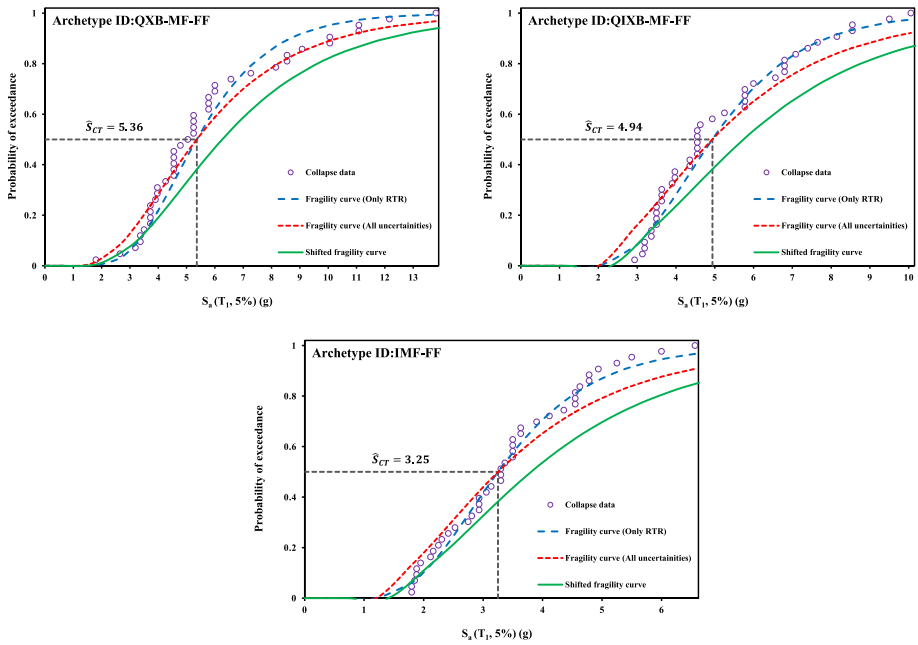 Archetype ID:QXB-MF-FF
Probability of exceedance
1
0.8
0.6
0.4
0.2
0
ŜCT = 5.36
Collapse data
Fragility curve (Only RTR)
Fragility curve (All uncertainities)
Shifted fragility curve
0 1 2 3 4 5 6 7 8 9 10 11 12 13
Sa (T1, 5%) (g)
Archetype ID:QIXB-MF-FF
Probability of exceedance
1
0.8
0.6
0.4
0.2
0
ŜCT = 4.94
Collapse data
Fragility curve (Only RTR)
Fragility curve (All uncertainities)
Shifted fragility curve
0 1 2 3 4 5 6 7 8 9 10
Sa (T1, 5%) (g)
Archetype ID:IMF-FF
Probability of exceedance
1
0.8
0.6
0.4
0.2
0
ŜCT = 3.25
Collapse data
Fragility curve (Only RTR)
Fragility curve (All uncertainities)
Shifted fragility curve
0 1 2 3 4 5 6
Sa (T1, 5%) (g)